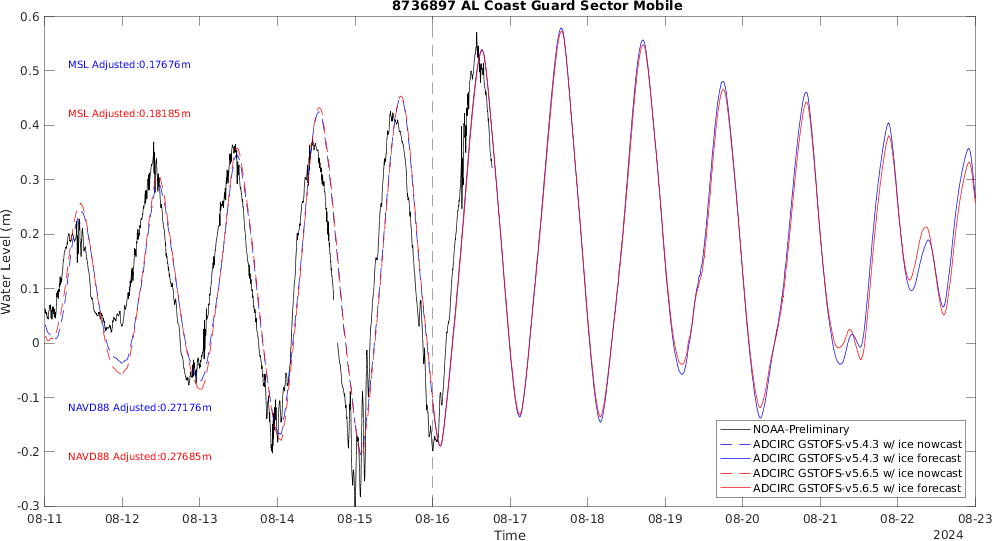 8736897 AL Coast Guard Sector Mobile
0.6
0.5
0.4
0.3
0.2
0.1
0
-0.1
-0.2
-0.3
Water Level (m)
MSL Adjusted:0.17676m
MSL Adjusted:0.18185m
NAVD88 Adjusted:0.27176m
NAVD88 Adjusted:0.27685m
NOAA-Preliminary
ADCIRC GSTOFS-v5.4.3 w/ ice nowcast
ADCIRC GSTOFS-v5.4.3 w/ ice forecast
ADCIRC GSTOFS-v5.6.5 w/ ice nowcast
ADCIRC GSTOFS-v5.6.5 w/ ice forecast
08-11 08-12 08-13 08-14 08-15 08-16 08-17 08-18 08-19 08-20 08-21 08-22 08-23
Time
2024